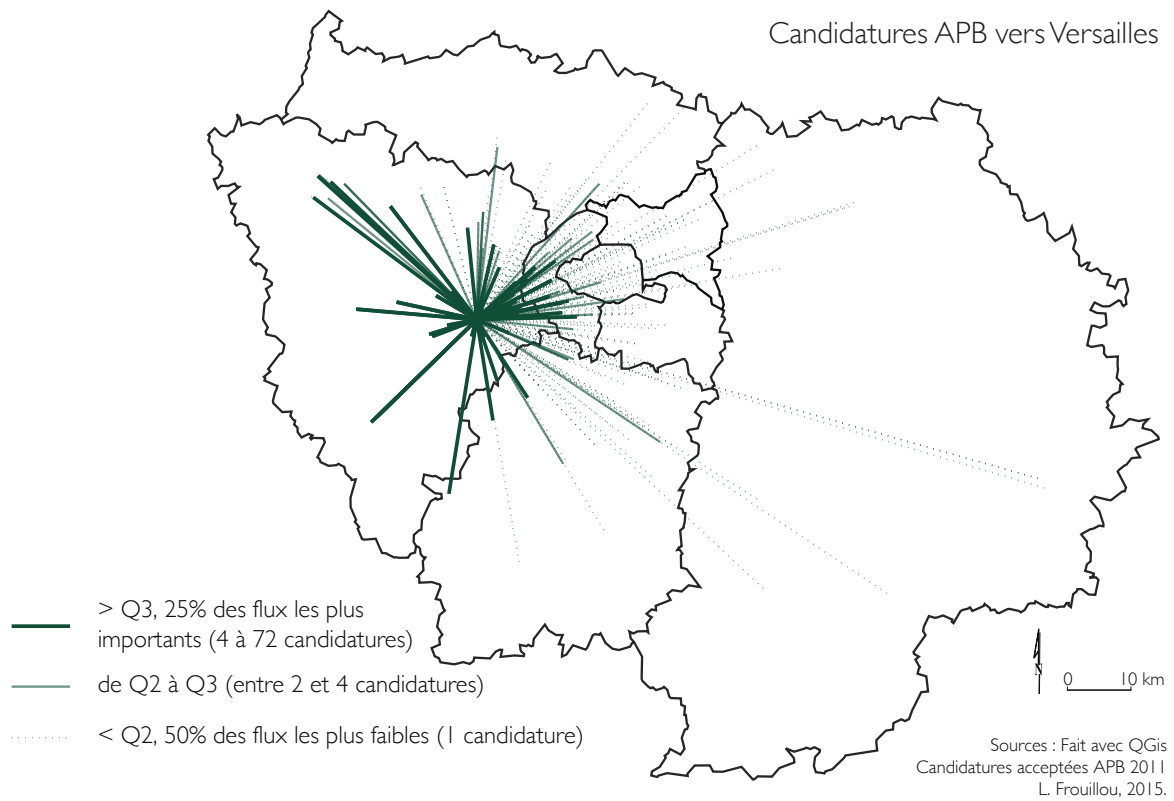 Candidatures APB vers Versailles
> Q3, 25% des flux les plus
importants (4 à 72 candidatures)
de Q2 à Q3 (entre 2 et 4 candidatures)
< Q2, 50% des flux les plus faibles (1 candidature)
N
0 10 km
Sources : Fait avec QGis
Candidatures acceptées APB 2011
L. Frouillou, 2015.